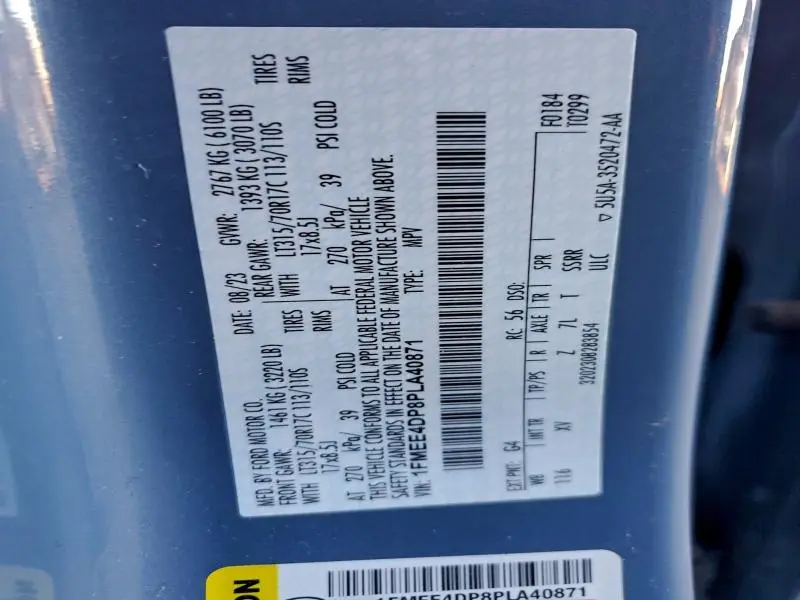 MFD. BY FORD MOTOR CO.
DATE: 08/23 GVWR: 2767 KG ( 6100 LB)
FRONT GAWR: 1461 KG ( 3220 LB) REAR GAWR: 1393 KG ( 3070 LB)
WITH LT315/70R17C 113/110S TIRES WITH LT315/70R17C 113/110S TIRES
17x8.5J RIMS 17x8.5J RIMS
AT 270 kPa/ 39 PSI COLD AT 270 kPa/ 39 PSI COLD
THIS VEHICLE CONFORMS TO ALL APPLICABLE FEDERAL MOTOR VEHICLE
SAFETY STANDARDS IN EFFECT ON THE DATE OF MANUFACTURE SHOWN ABOVE.
VIN: 1FMEE4DP8PLA40871 TYPE: MPV
F0184
EXT PNT: G4 RC: 56 DSO: T0299
WB INT TR TP/PS R AXLE TR SPR
116 XV Z 7L T SSRR
3202308283854 ULC 5U5A-3520472-AA
ON
1FMEE4DP8PLA40871